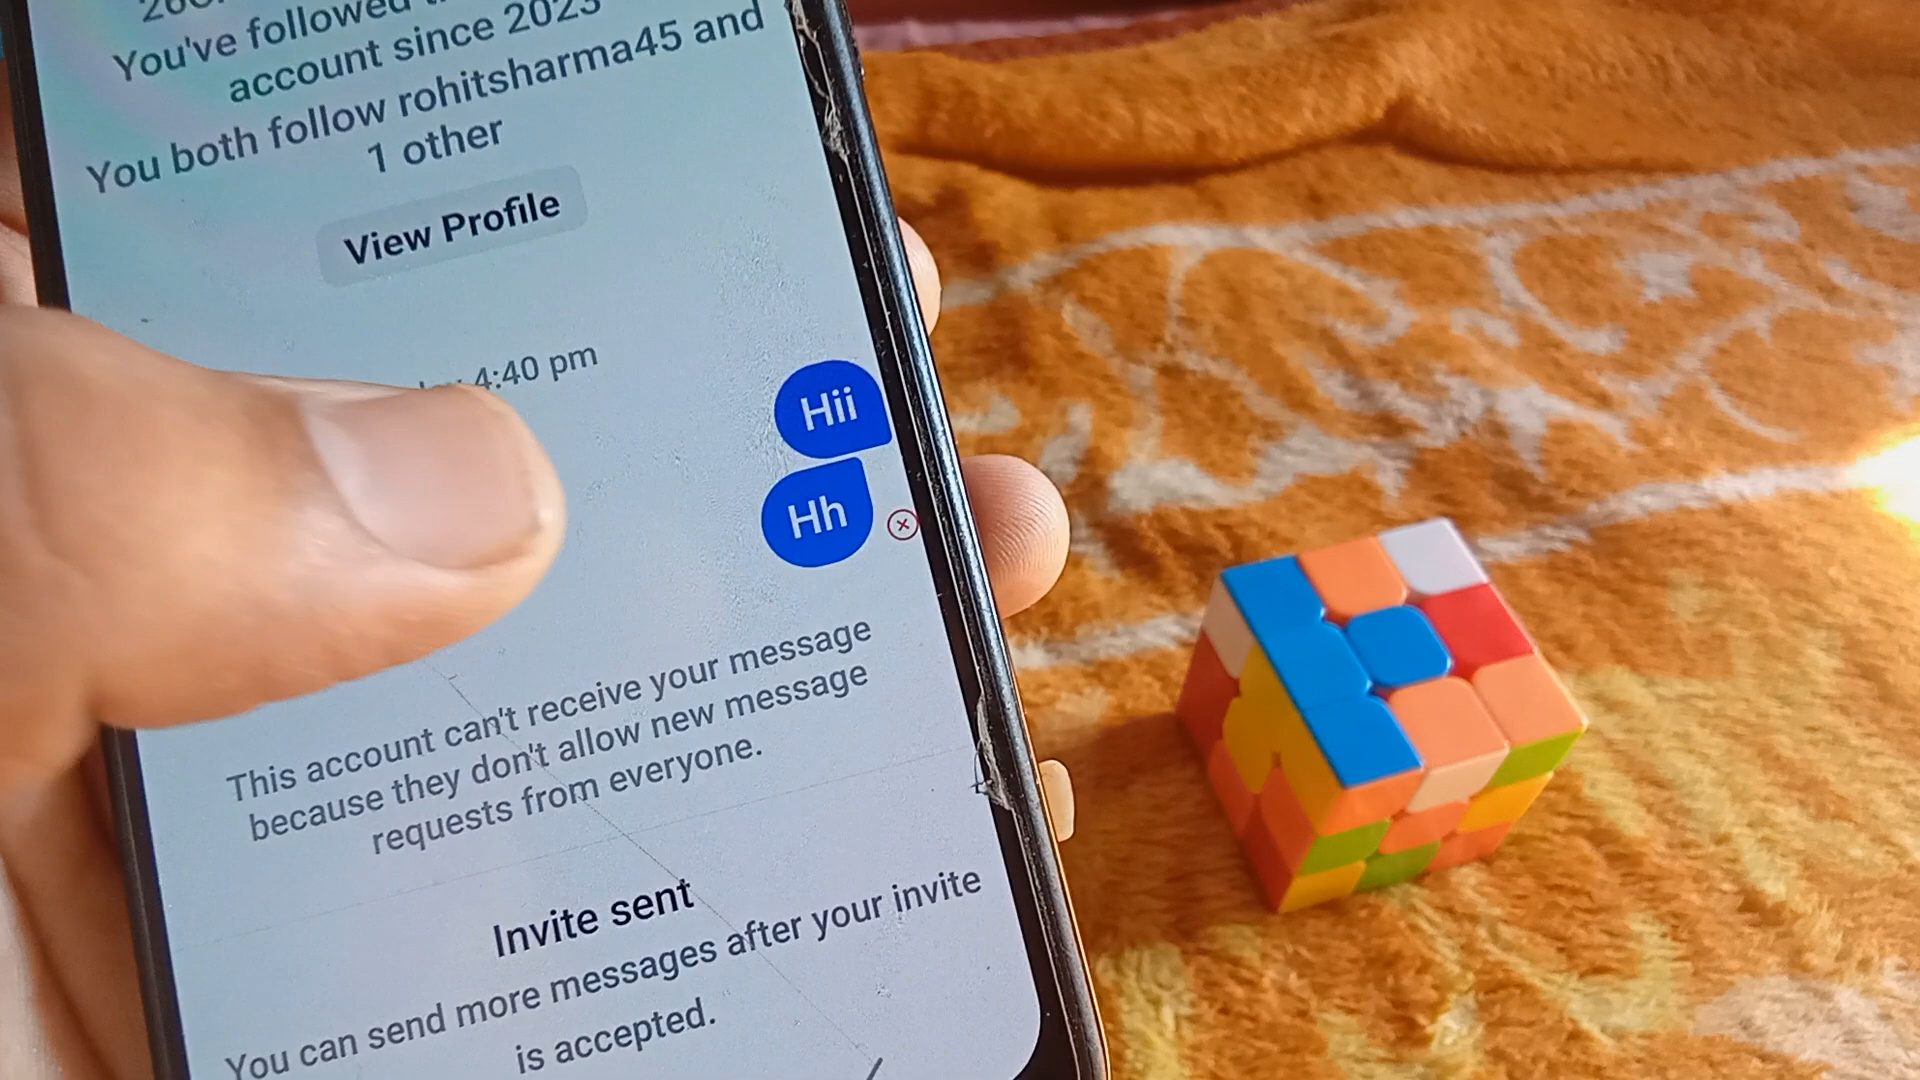 You've followed
account since 2023
You both follow rohitsharma45 and
1 other
View Profile
4:40 pm
Hii
Hh
This account can't receive your message
because they don't allow new message
requests from everyone.
Invite sent
You can send more messages after your invite
is accepted.